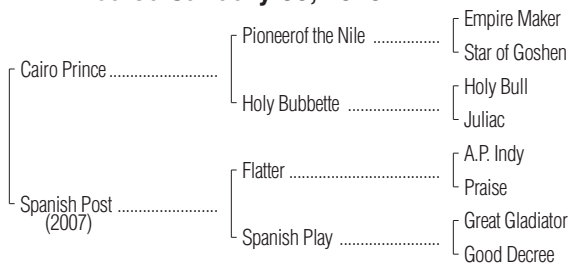 Pioneerof the Nile ................
Empire Maker
Star of Goshen
Cairo Prince ..........................
Holy Bubbette ......................
Holy Bull
Juliac
Flatter ....................................
A.P. Indy
Praise
Spanish Post ........................
(2007)
Spanish Play ........................
Great Gladiator
Good Decree